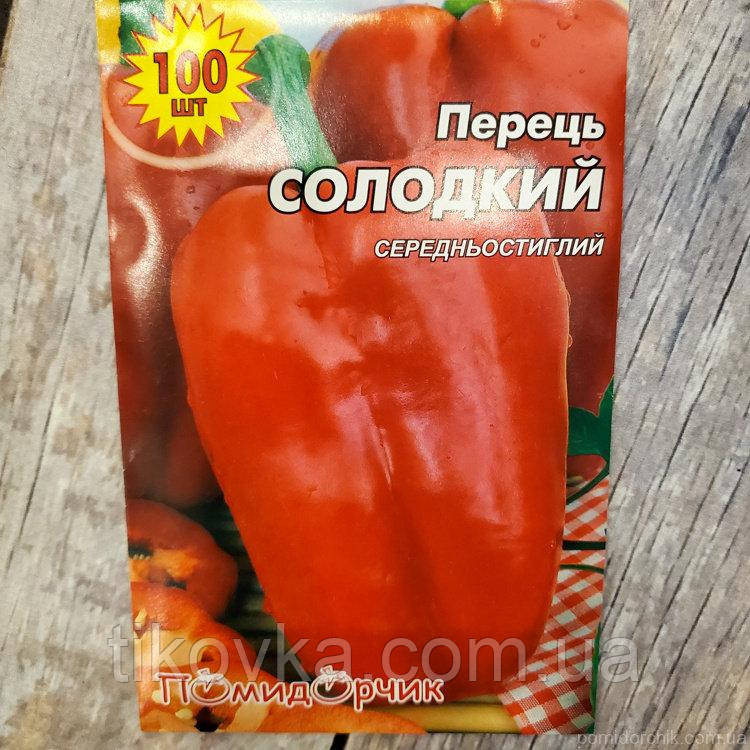 100
ШТ
Перець
СОЛОДКИЙ
СЕРЕДНЬОСТИГЛИЙ
tikovka.com.ua
ПОмидОрчик
pomidorchik.com.ua